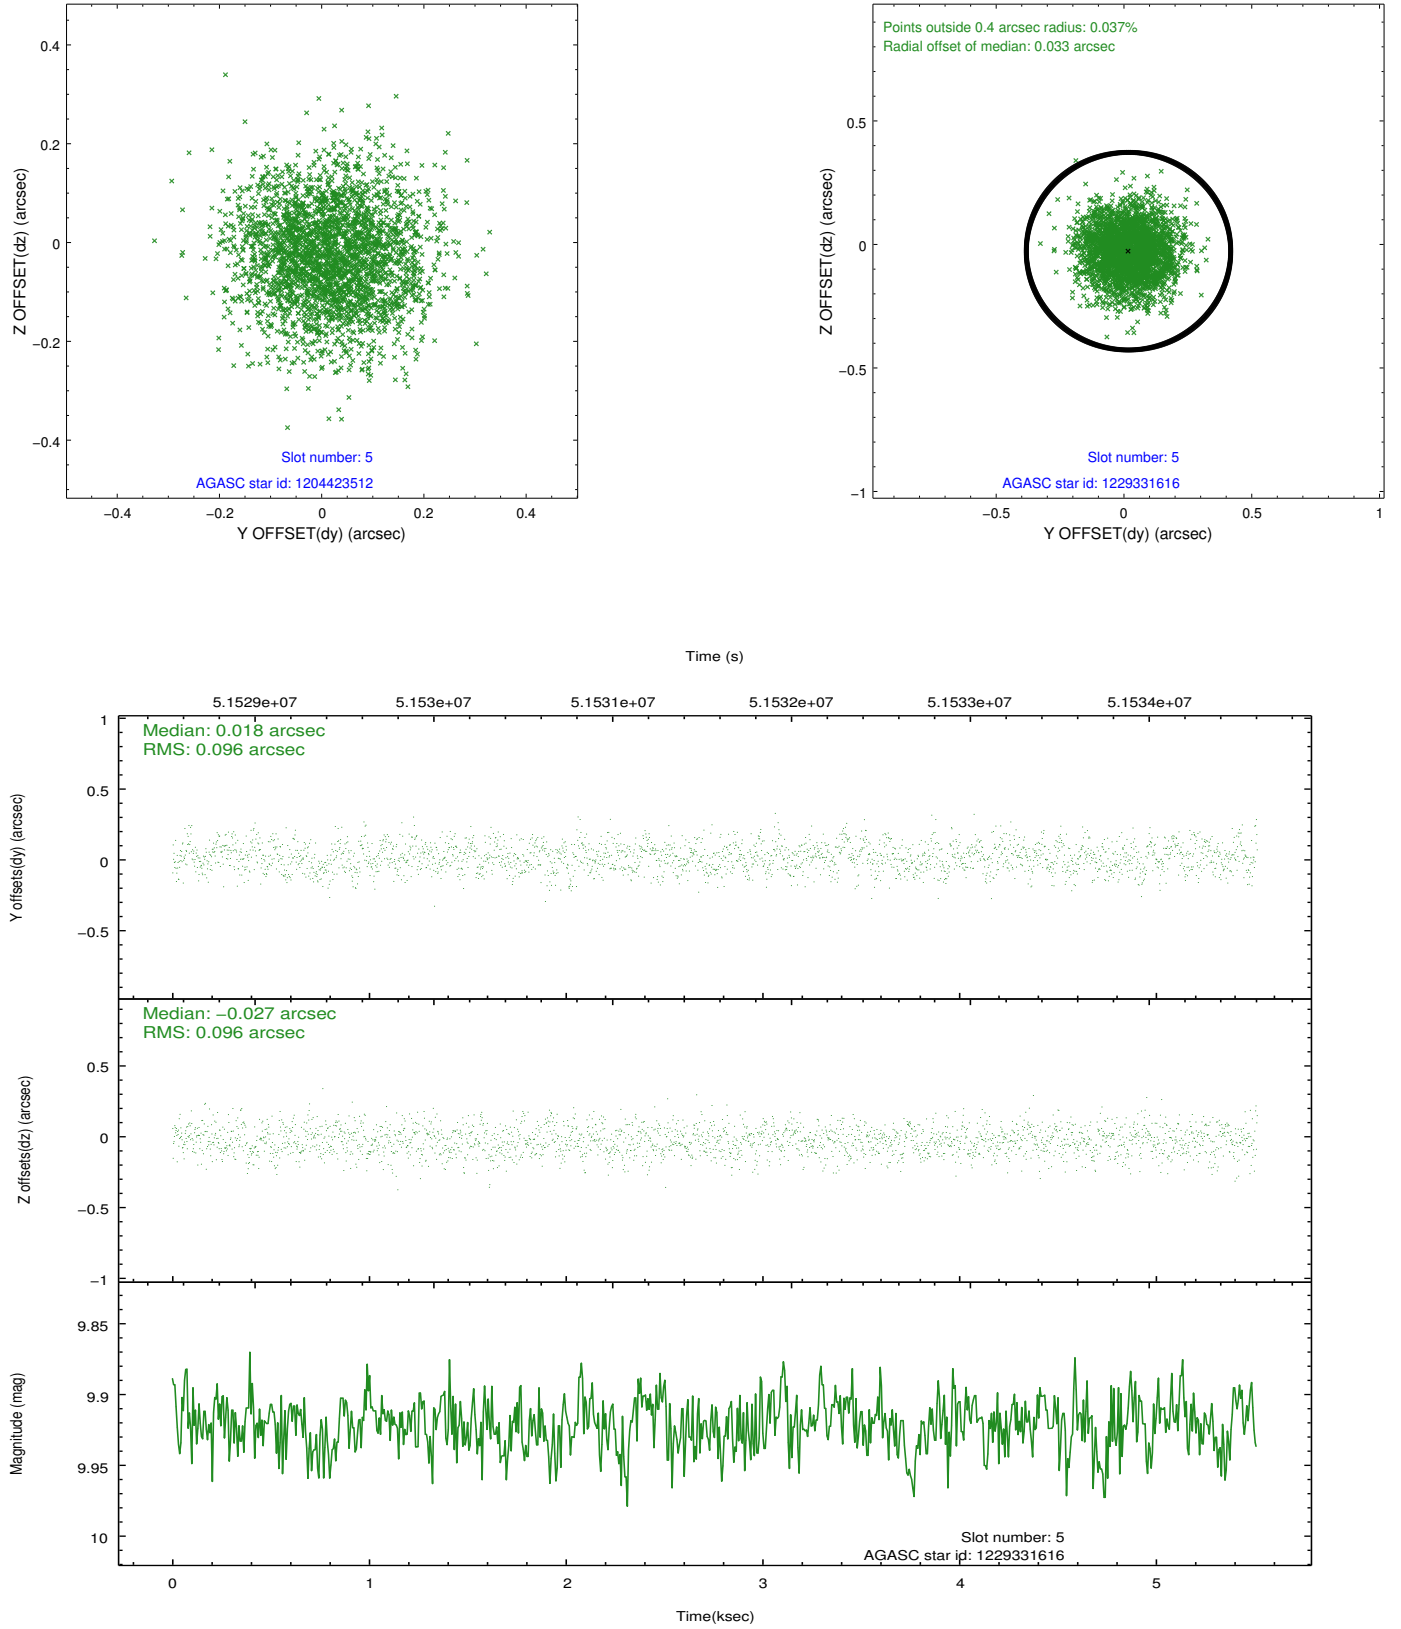 0.4
0.2
0
−0.2
−0.4
Z OFFSET(dz) (arcsec)
Slot number: 5
AGASC star id: 1204423512
−0.4 −0.2 0 0.2 0.4
Y OFFSET(dy) (arcsec)
Points outside 0.4 arcsec radius: 0.037%
Radial offset of median: 0.033 arcsec
0.5
0
−0.5
−1
Z OFFSET(dz) (arcsec)
Slot number: 5
AGASC star id: 1229331616
−0.5 0 0.5 1
Y OFFSET(dy) (arcsec)
Time (s)
5.1529e+07 5.153e+07 5.1531e+07 5.1532e+07 5.1533e+07 5.1534e+07
Median: 0.018 arcsec
RMS: 0.096 arcsec
1
0.5
0
−0.5
Y offsets(dy) (arcsec)
Median: −0.027 arcsec
RMS: 0.096 arcsec
0.5
0
−0.5
−1
Z offsets(dz) (arcsec)
9.85
9.9
9.95
10
Magnitude (mag)
Slot number: 5
AGASC star id: 1229331616
0 1 2 3 4 5
Time(ksec)